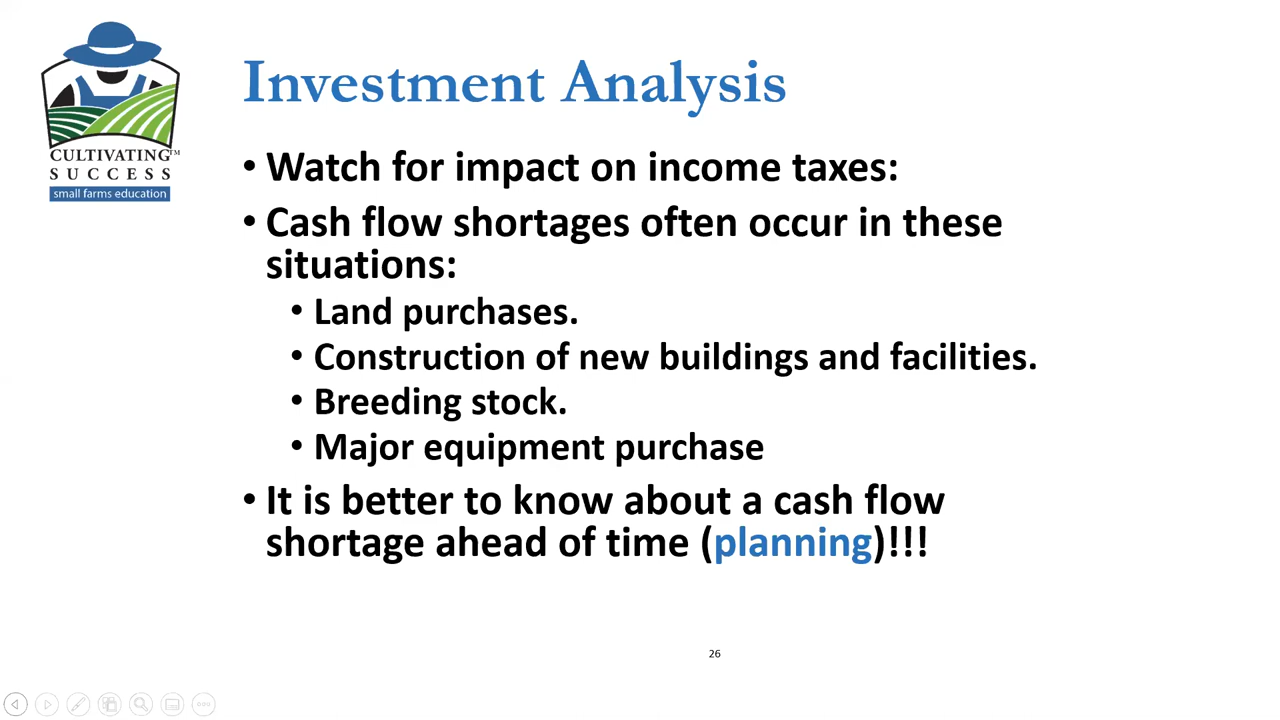 Investment Analysis
CULTIVATING™
SUCCESS
small farms education
• Watch for impact on income taxes:
• Cash flow shortages often occur in these
situations:
• Land purchases.
• Construction of new buildings and facilities.
• Breeding stock.
• Major equipment purchase
• It is better to know about a cash flow
shortage ahead of time (planning)!!!
26